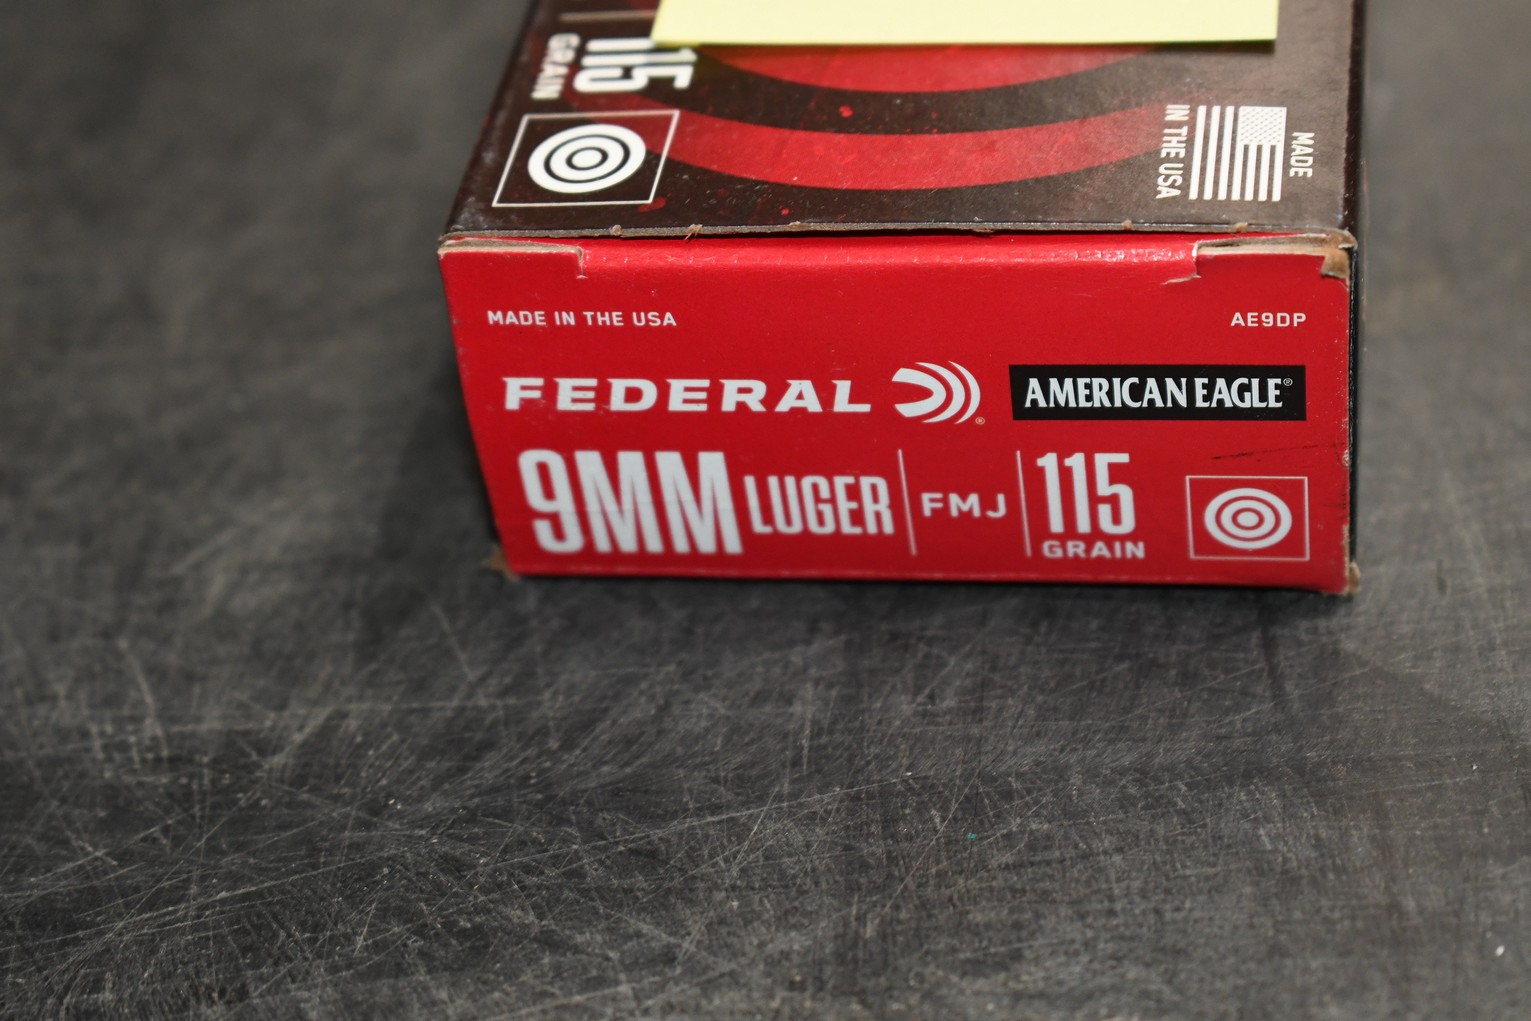 115
GRAIN
MADE
IN THE USA
MADE IN THE USA
AE9DP
FEDERAL®
AMERICAN EAGLE®
9MM LUGER
FMJ
115
GRAIN